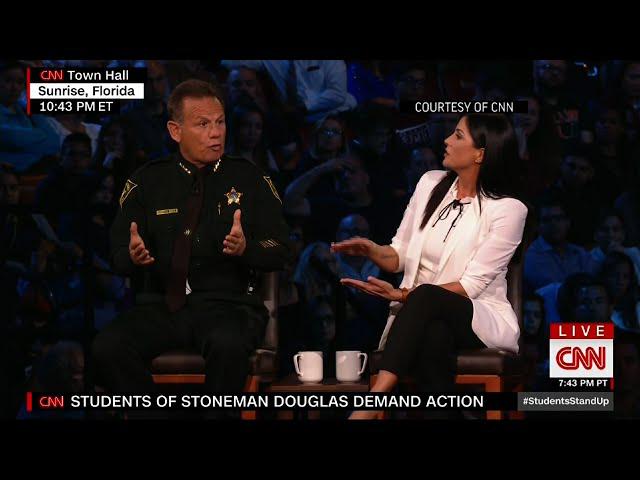 CNN Town Hall
Sunrise, Florida
10:43 PM ET
COURTESY OF CNN
LIVE
CNN
7:43 PM PT
CNN STUDENTS OF STONEMAN DOUGLAS DEMAND ACTION
#StudentsStandUp